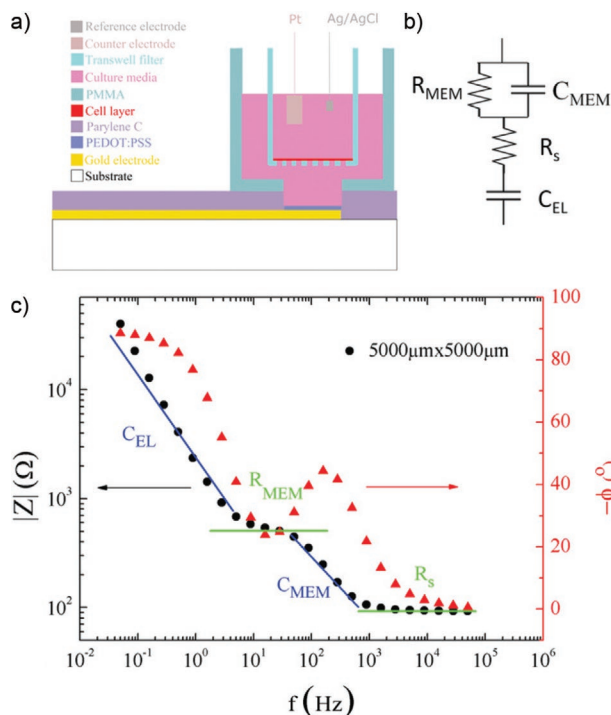 a)
Pt
Ag/AgCl
Reference electrode
Counter electrode
Transwell filter
Culture media
PMMA
Cell layer
Parylene C
PEDOT:PSS
Gold electrode
Substrate
b)
R_MEM
C_MEM
R_s
C_EL
c)
|Z| (Ω)
10^4
10^3
10^2
5000μmx5000μm
C_EL
R_MEM
C_MEM
R_s
100
80
60
40
20
0
-φ (°)
10^-2 10^-1 10^0 10^1 10^2 10^3 10^4 10^5 10^6
f (Hz)